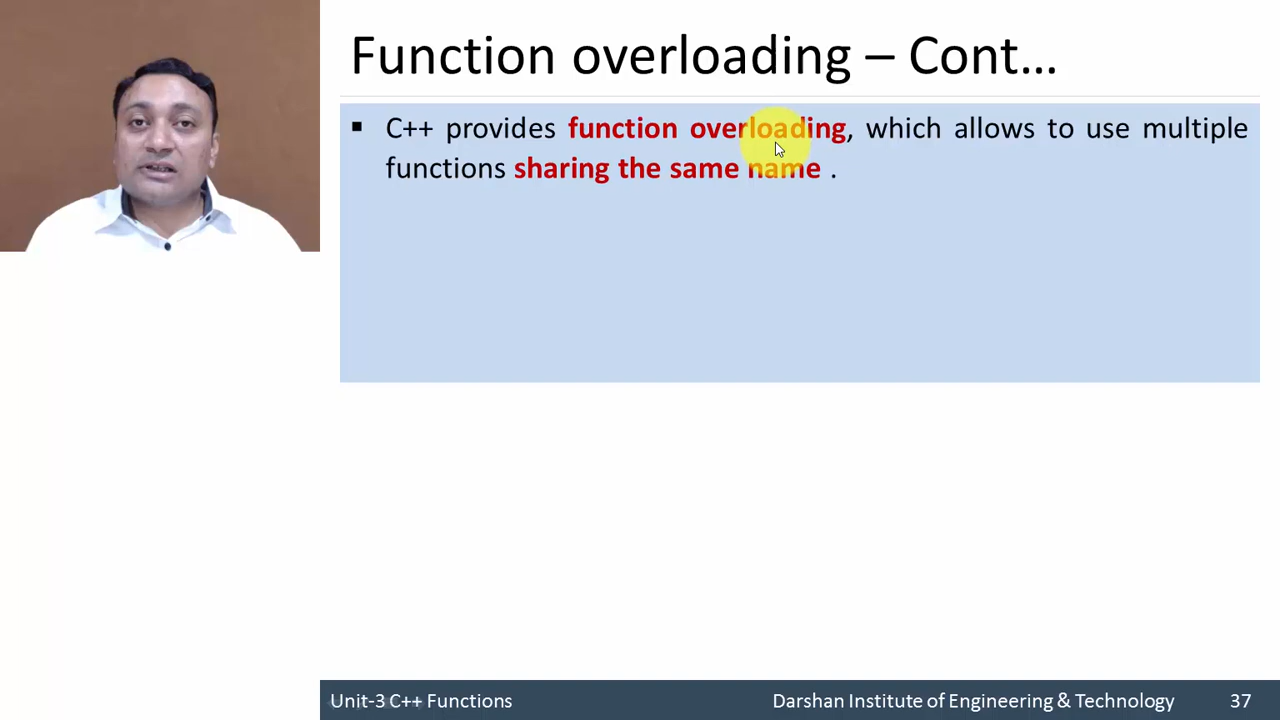 Function overloading – Cont…
▪ C++ provides function overloading, which allows to use multiple
functions sharing the same name .
Unit-3 C++ Functions
Darshan Institute of Engineering & Technology
37